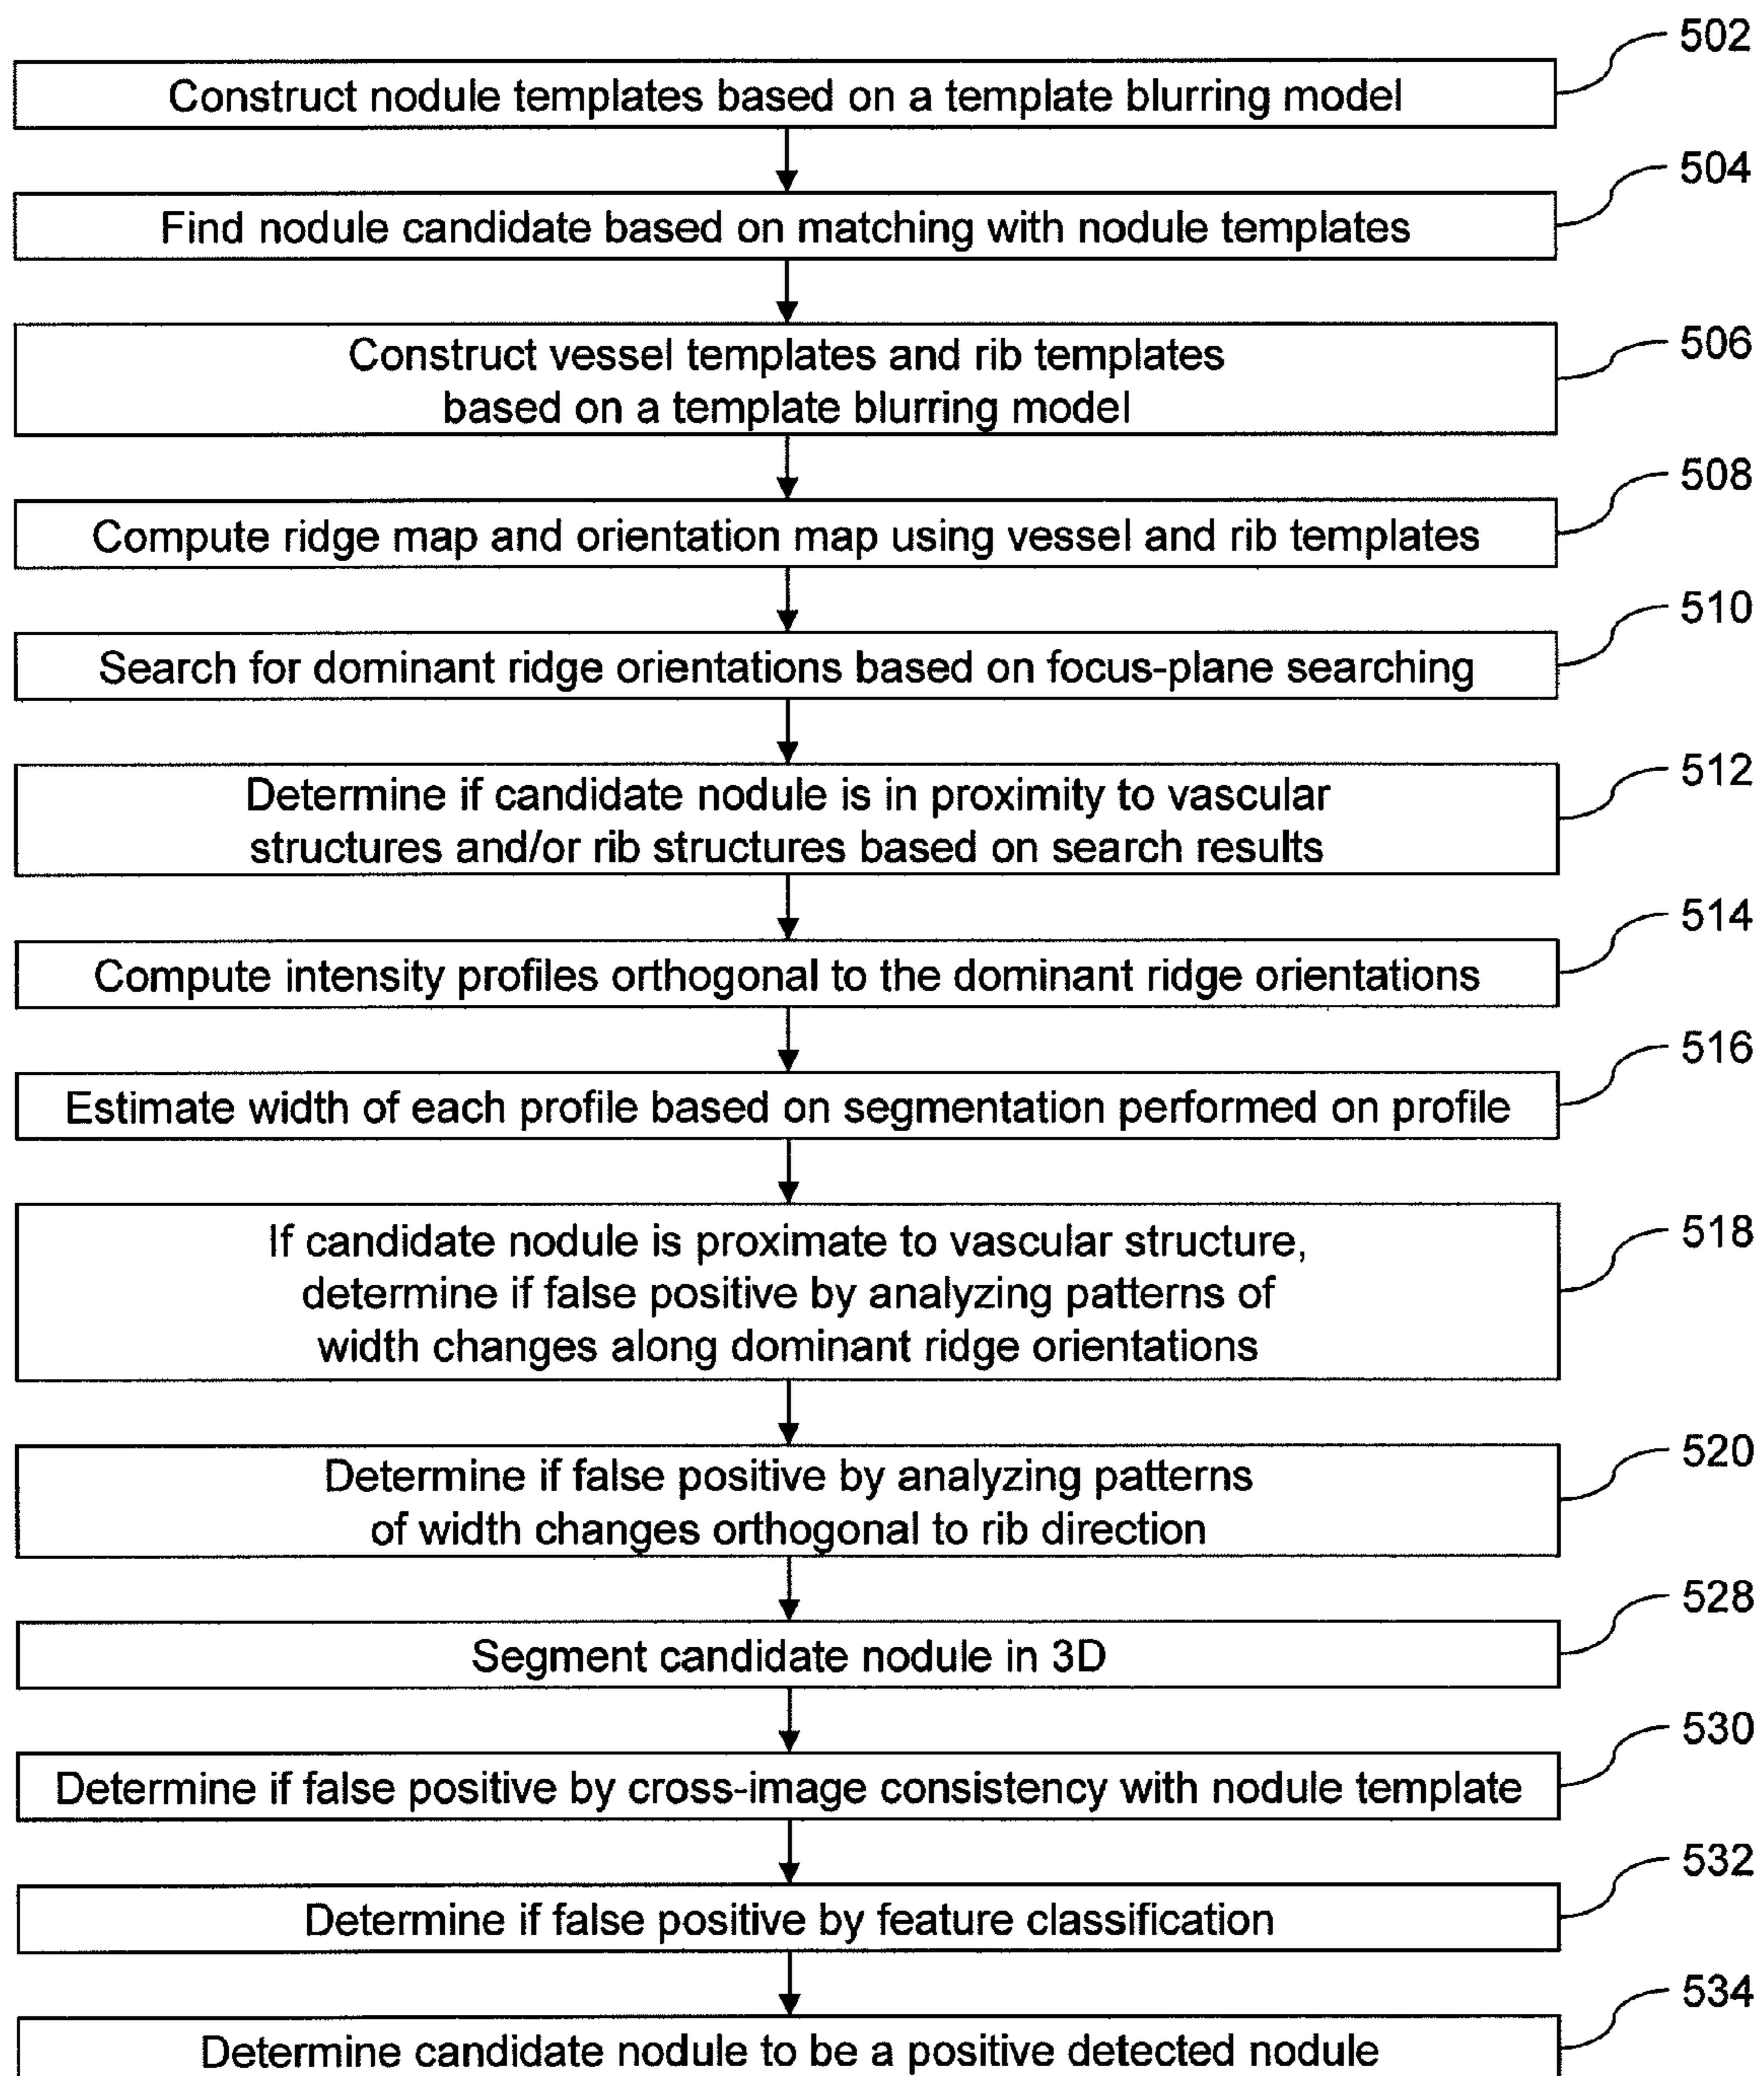 502
Construct nodule templates based on a template blurring model
504
Find nodule candidate based on matching with nodule templates
506
Construct vessel templates and rib templates
based on a template blurring model
508
Compute ridge map and orientation map using vessel and rib templates
510
Search for dominant ridge orientations based on focus-plane searching
512
Determine if candidate nodule is in proximity to vascular
structures and/or rib structures based on search results
514
Compute intensity profiles orthogonal to the dominant ridge orientations
516
Estimate width of each profile based on segmentation performed on profile
518
If candidate nodule is proximate to vascular structure,
determine if false positive by analyzing patterns of
width changes along dominant ridge orientations
520
Determine if false positive by analyzing patterns
of width changes orthogonal to rib direction
528
Segment candidate nodule in 3D
530
Determine if false positive by cross-image consistency with nodule template
532
Determine if false positive by feature classification
534
Determine candidate nodule to be a positive detected nodule